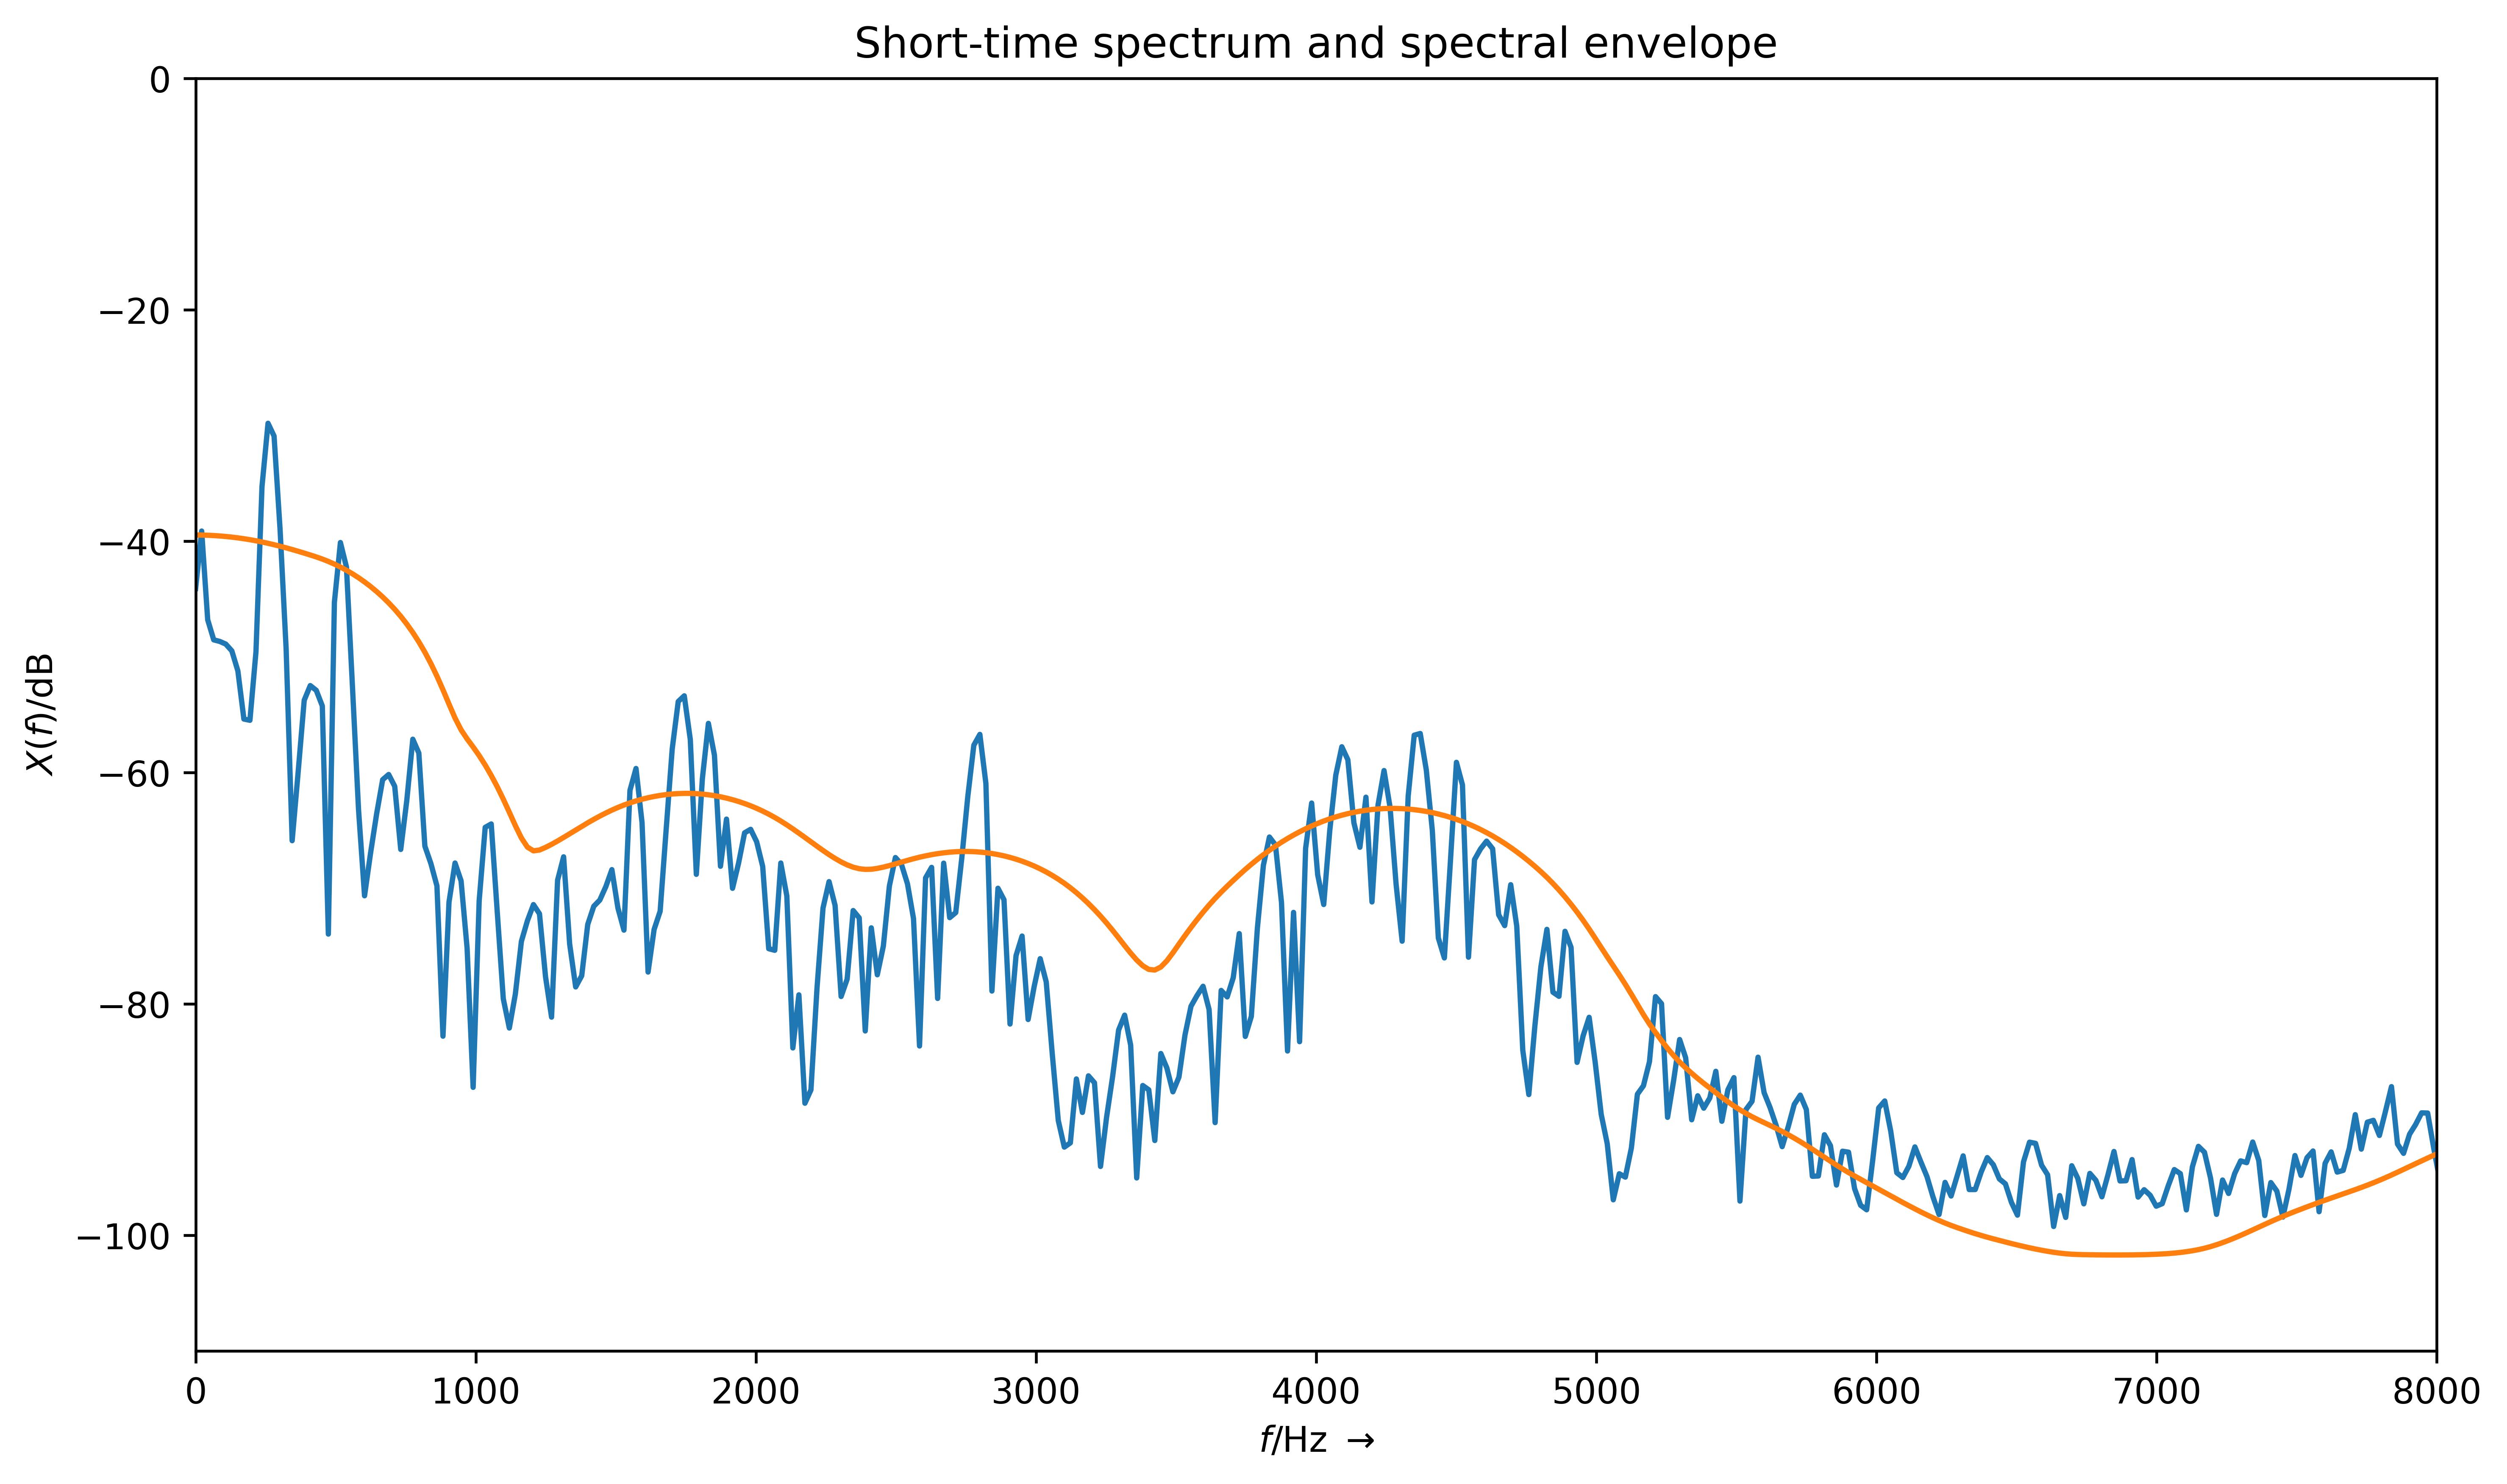 Short-time spectrum and spectral envelope
0
−20
−40
−60
−80
−100
X(f)/dB
0 1000 2000 3000 4000 5000 6000 7000 8000
f/Hz →